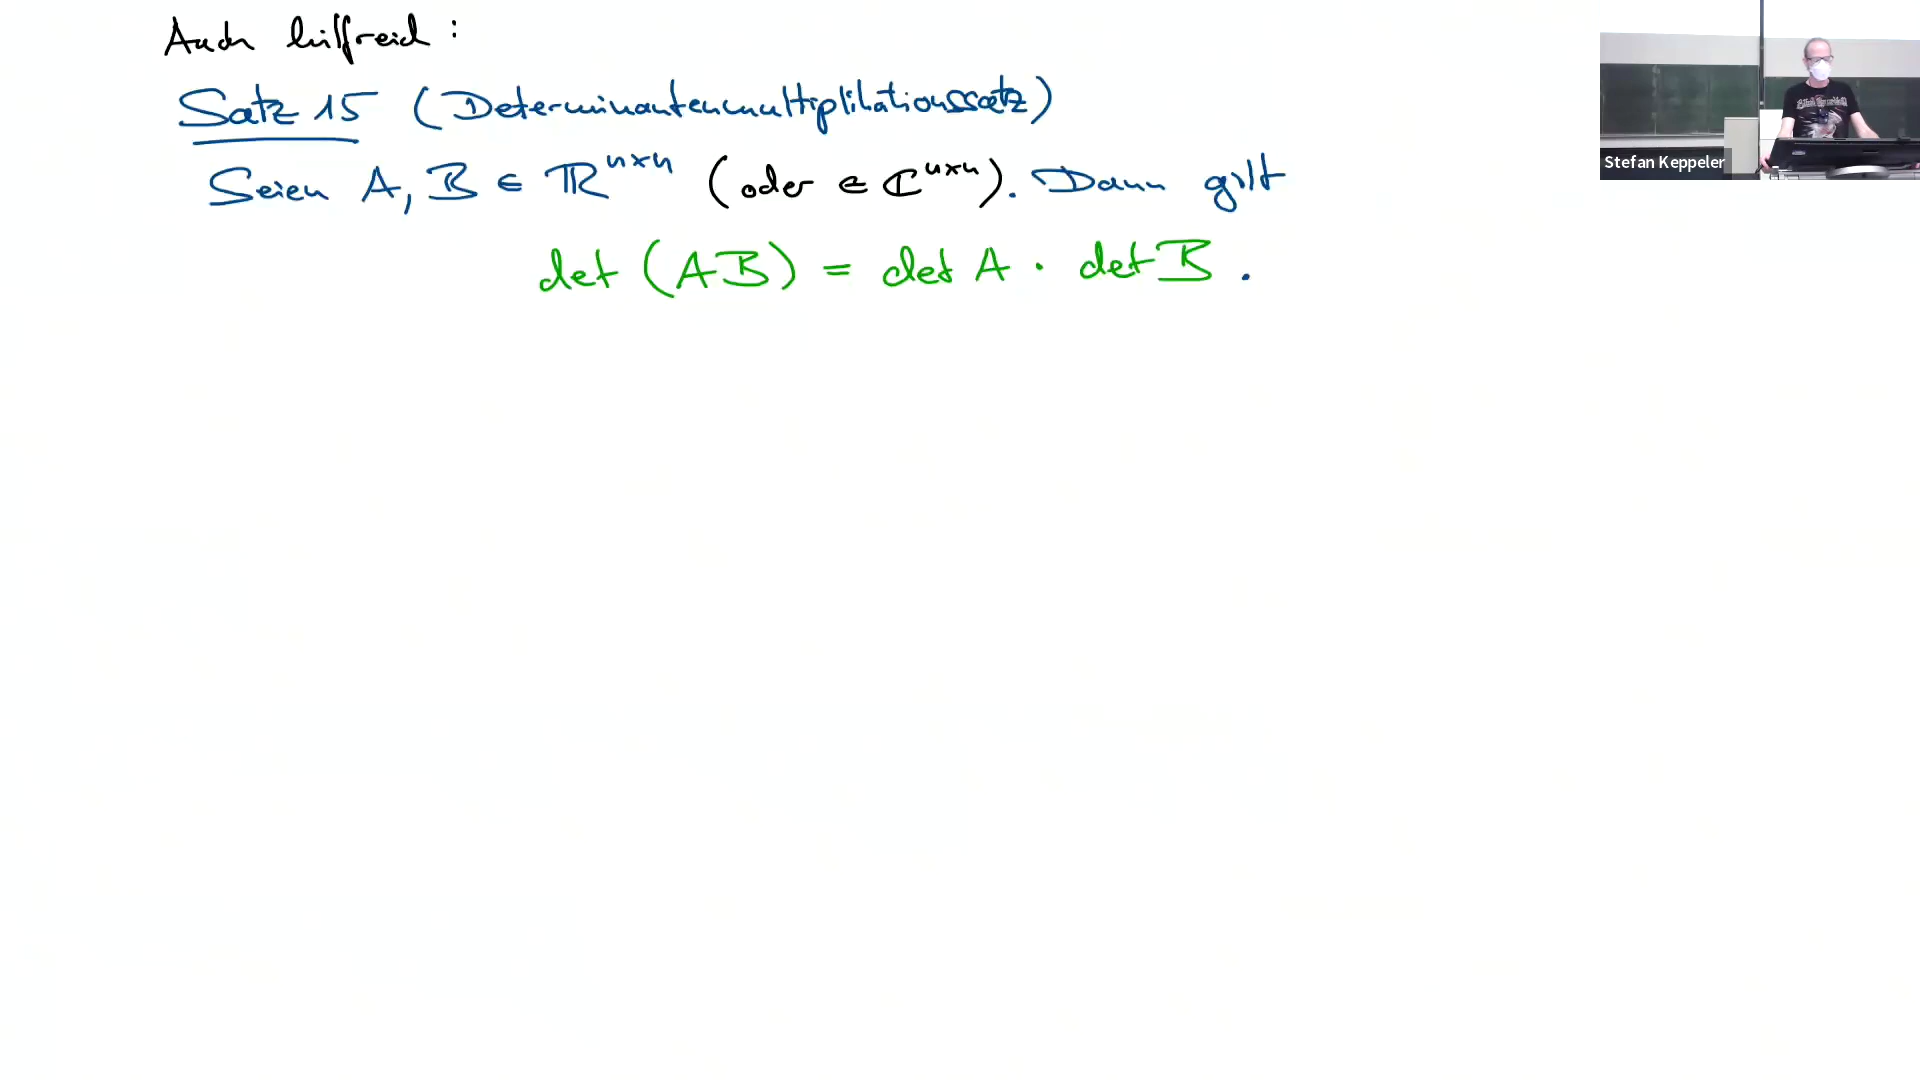 Auch hilfreich:
Satz 15 (Determinantenmultiplikationssatz)
Seien A, B ∈ ℝⁿˣⁿ (oder ∈ ℂⁿˣⁿ). Dann gilt
det (AB) = det A · det B .
Stefan Keppeler